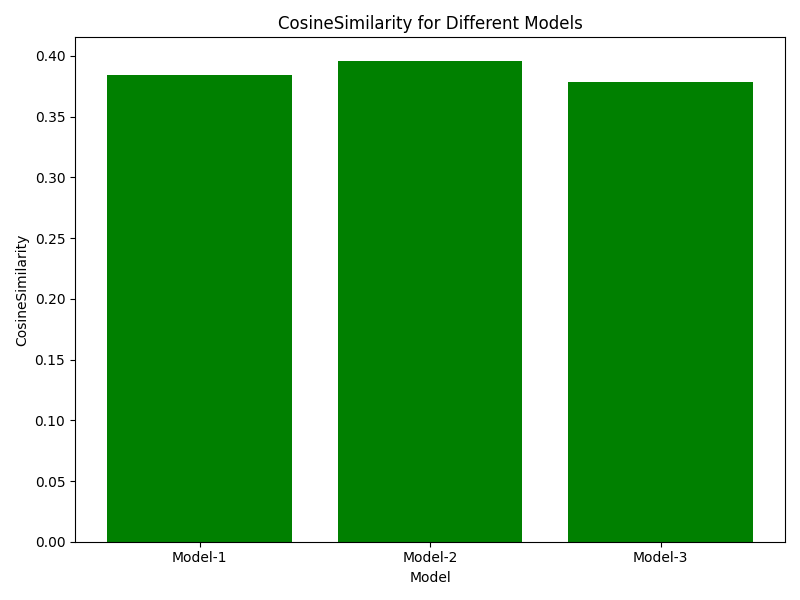 CosineSimilarity for Different Models
CosineSimilarity
0.40
0.35
0.30
0.25
0.20
0.15
0.10
0.05
0.00
Model-1 Model-2 Model-3
Model